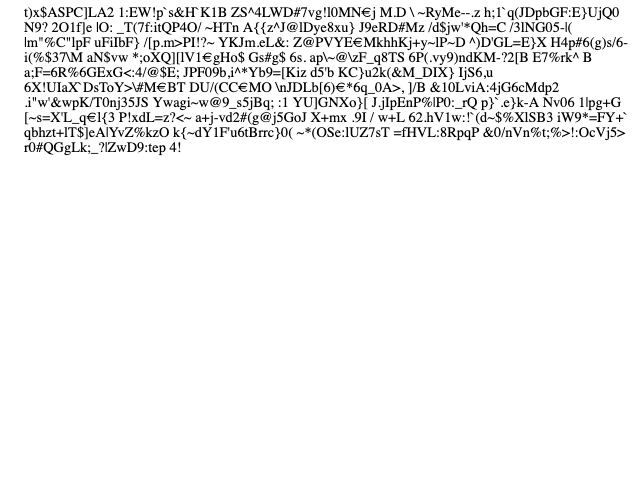 t)x$ASPC]LA2 1:EW!p`s&H`K1B ZS^4LWD#7vg!l0MN€j M.D \ ~RyMe--.z h;1`q(JDpbGF:E}UjQ0
N9? 2O1f]e lO: _T(7f:itQP4O/ ~HTn A{{z^J@lDye8xu} J9eRD#Mz /d$jw'*Qh=C /3lNG05-|(
|m"%C"lpF uFiIbF} /[p.m>PI!?~ YKJm.eL&: Z@PVYE€MkhhKj+y~lP~D ^)D'GL=E}X H4p#6(g)s/6-
i(%$37\M aN$vw *;oXQ][lV1€gHo$ Gs#g$ 6s. ap\~@\zF_q8TS 6P(.vy9)ndKM-?2[B E7%rk^ B
a;F=6R%6GExG<:4/@$E; JPF09b,i^*Yb9=[Kiz d5'b KC}u2k(&M_DIX} IjS6,u
6X!UIaX`DsToY>\#M€BT DU/(CC€MO \nJDLb[6)€*6q_0A>, ]/B &10LviA:4jG6cMdp2
.i"w'&wpK/T0nj35JS Ywagi~w@9_s5jBq; :1 YU]GNXo}[ J.jIpEnP%lP0:_rQ p}`.e}k-A Nv06 1|pg+G
[~s=X'L_q€l{3 P!xdL=z?<~ a+j-vd2#(g@j5GoJ X+mx .9I / w+L 62.hV1w:!`(d~$%XlSB3 iW9*=FY+`
qbhzt+lT$]eA|YvZ%kzO k{~dY1F'u6tBrrc}0( ~*(OSe:lUZ7sT =fHVL:8RpqP &0/nVn%t;%>!:OcVj5>
r0#QGgLk;_?lZwD9:tep 4!